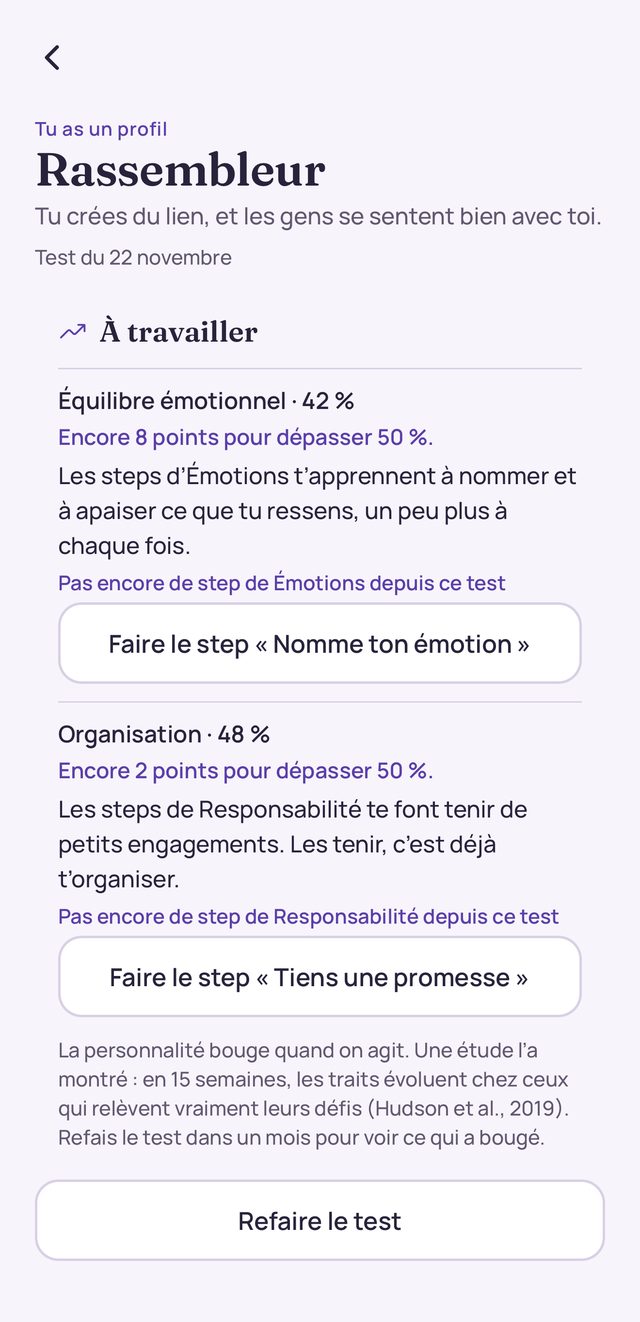 Tu as un profil
Rassembleur
Tu crées du lien, et les gens se sentent bien avec toi.
Test du 22 novembre
À travailler
Équilibre émotionnel · 42 %
Encore 8 points pour dépasser 50 %.
Les steps d’Émotions t’apprennent à nommer et
à apaiser ce que tu ressens, un peu plus à
chaque fois.
Pas encore de step de Émotions depuis ce test
Faire le step « Nomme ton émotion »
Organisation · 48 %
Encore 2 points pour dépasser 50 %.
Les steps de Responsabilité te font tenir de
petits engagements. Les tenir, c’est déjà
t’organiser.
Pas encore de step de Responsabilité depuis ce test
Faire le step « Tiens une promesse »
La personnalité bouge quand on agit. Une étude l’a
montré : en 15 semaines, les traits évoluent chez ceux
qui relèvent vraiment leurs défis (Hudson et al., 2019).
Refais le test dans un mois pour voir ce qui a bougé.
Refaire le test